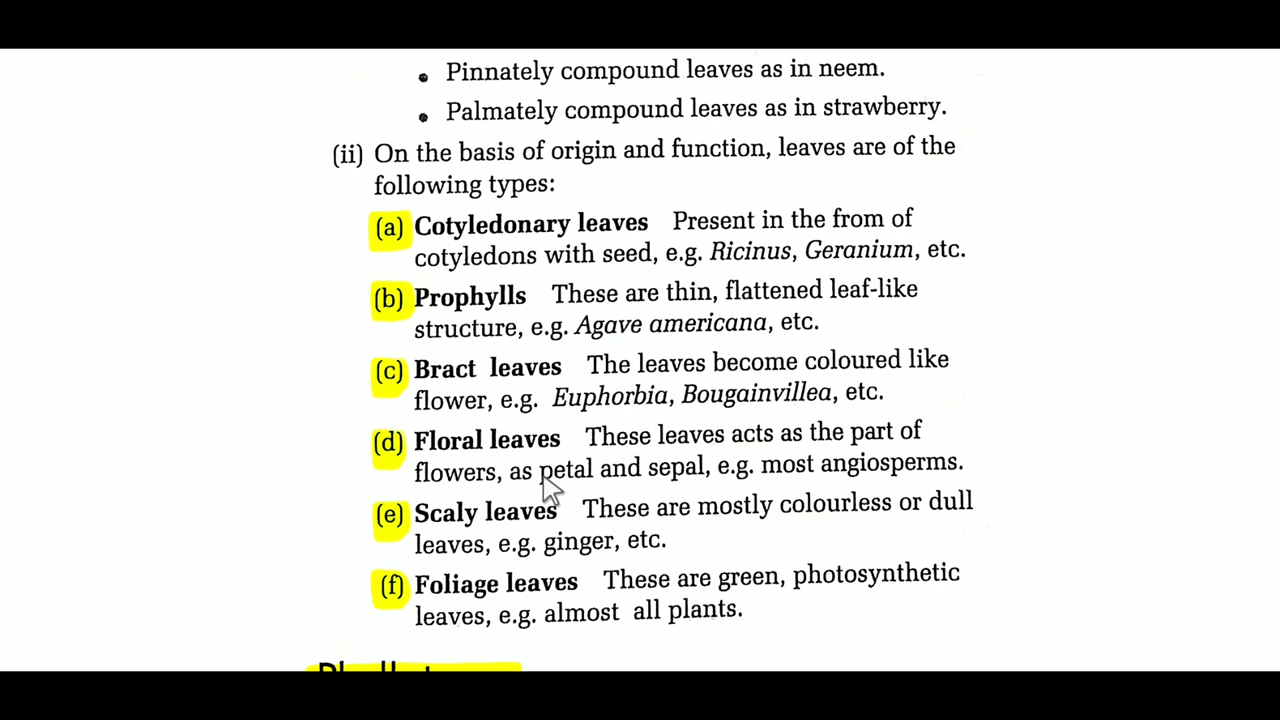 • Pinnately compound leaves as in neem.
• Palmately compound leaves as in strawberry.
(ii) On the basis of origin and function, leaves are of the
following types:
(a) Cotyledonary leaves Present in the from of
cotyledons with seed, e.g. Ricinus, Geranium, etc.
(b) Prophylls These are thin, flattened leaf-like
structure, e.g. Agave americana, etc.
(c) Bract leaves The leaves become coloured like
flower, e.g. Euphorbia, Bougainvillea, etc.
(d) Floral leaves These leaves acts as the part of
flowers, as petal and sepal, e.g. most angiosperms.
(e) Scaly leaves These are mostly colourless or dull
leaves, e.g. ginger, etc.
(f) Foliage leaves These are green, photosynthetic
leaves, e.g. almost all plants.